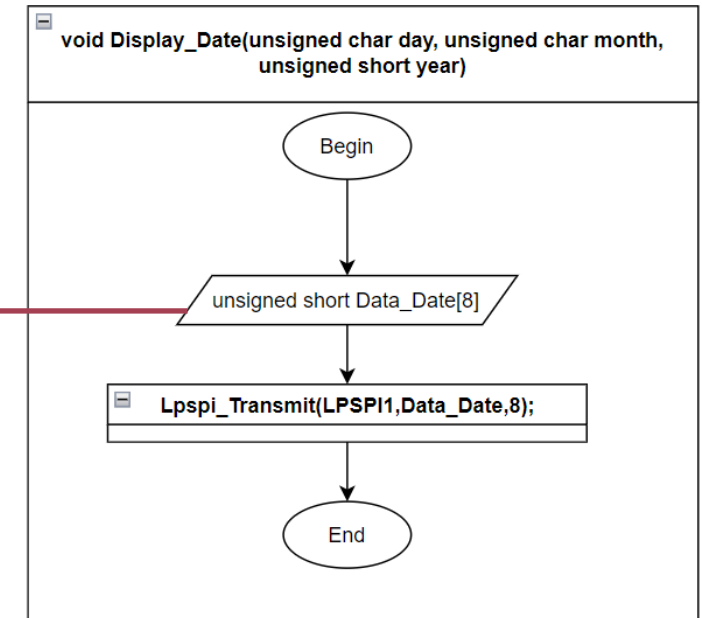 void Display_Date(unsigned char day, unsigned char month,
unsigned short year)
Begin
unsigned short Data_Date[8]
Lpspi_Transmit(LPSPI1,Data_Date,8);
End